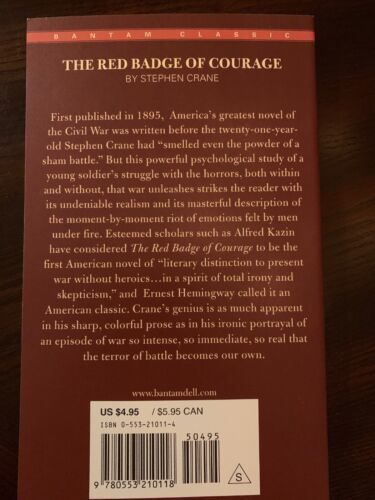 BANTAM CLASSIC
THE RED BADGE OF COURAGE
BY STEPHEN CRANE
First published in 1895, America's greatest novel of
the Civil War was written before the twenty-one-year-
old Stephen Crane had "smelled even the powder of a
sham battle." But this powerful psychological study of a
young soldier's struggle with the horrors, both within
and without, that war unleashes strikes the reader with
its undeniable realism and its masterful description of
the moment-by-moment riot of emotions felt by men
under fire. Esteemed scholars such as Alfred Kazin
have considered The Red Badge of Courage to be the
first American novel of "literary distinction to present
war without heroics...in a spirit of total irony and
skepticism," and Ernest Hemingway called it an
American classic. Crane's genius is as much apparent
in his sharp, colorful prose as in his ironic portrayal of
an episode of war so intense, so immediate, so real that
the terror of battle becomes our own.
www.bantamdell.com
US $4.95 / $5.95 CAN
ISBN 0-553-21011-4
50495
9 780553 210118
S